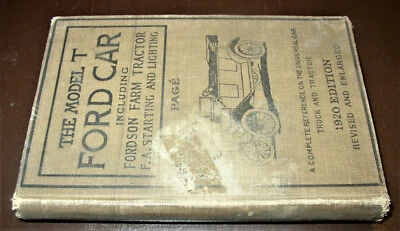 THE MODEL T
FORD CAR
INCLUDING
FORDSON FARM TRACTOR
F.A. STARTING AND LIGHTING
PAGÉ
A COMPLETE REFERENCE ON THE UNIVERSAL CAR
TRUCK AND TRACTOR
1920 EDITION
REVISED AND ENLARGED